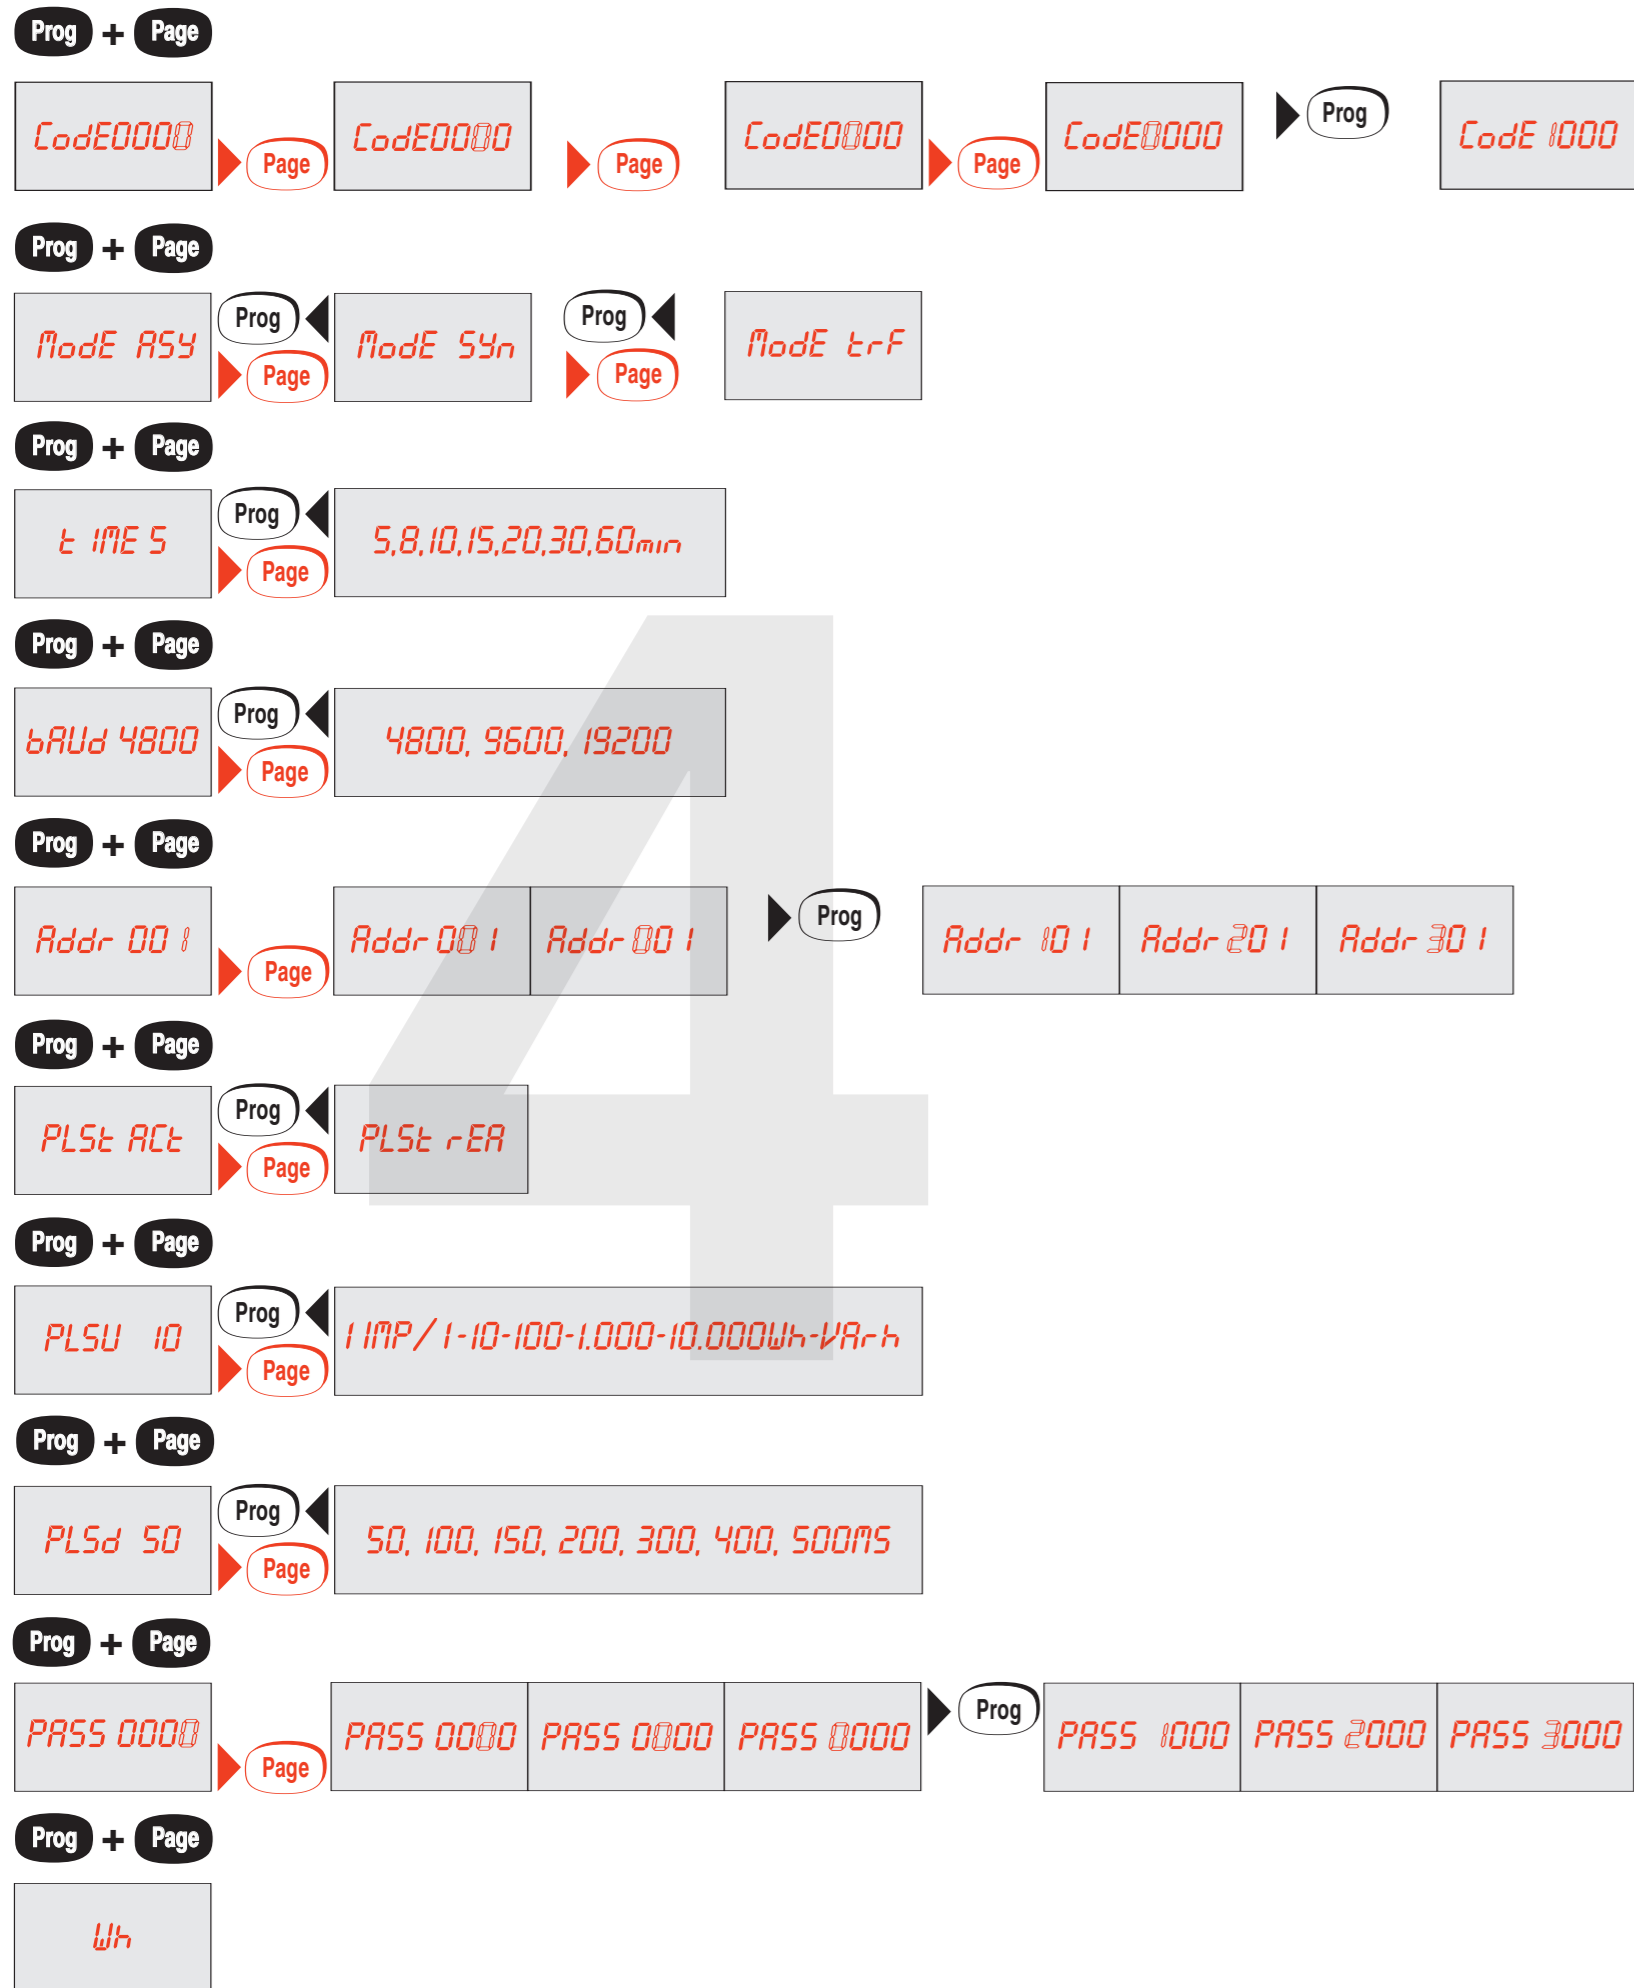 Prog + Page
CodE0000 Page CodE0000 Page CodE0000 Page CodE0000 Prog CodE 1000
Prog + Page
ModE ASY Prog Page ModE SYn Prog Page ModE trF
Prog + Page
tIME 5 Prog Page 5,8,10,15,20,30,60min
Prog + Page
bAUd 4800 Prog Page 4800, 9600, 19200
Prog + Page
Addr 001 Page Addr 001 Addr 001 Prog Addr 101 Addr 201 Addr 301
Prog + Page
PLSt ACt Prog Page PLSt rEA
Prog + Page
PLSU 10 Prog Page 1 IMP/1-10-100-1.000-10.000Wh-VArh
Prog + Page
PLSd 50 Prog Page 50, 100, 150, 200, 300, 400, 500MS
Prog + Page
PASS 0000 Page PASS 0000 PASS 0000 PASS 0000 Prog PASS 1000 PASS 2000 PASS 3000
Prog + Page
Wh
4